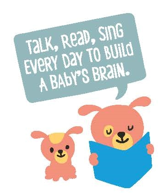 TALK, READ, SING
EVERY DAY TO BUILD
A BABY'S BRAIN.